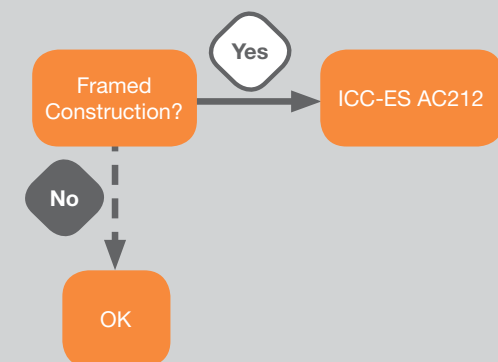 Yes
Framed
Construction?
ICC-ES AC212
No
OK